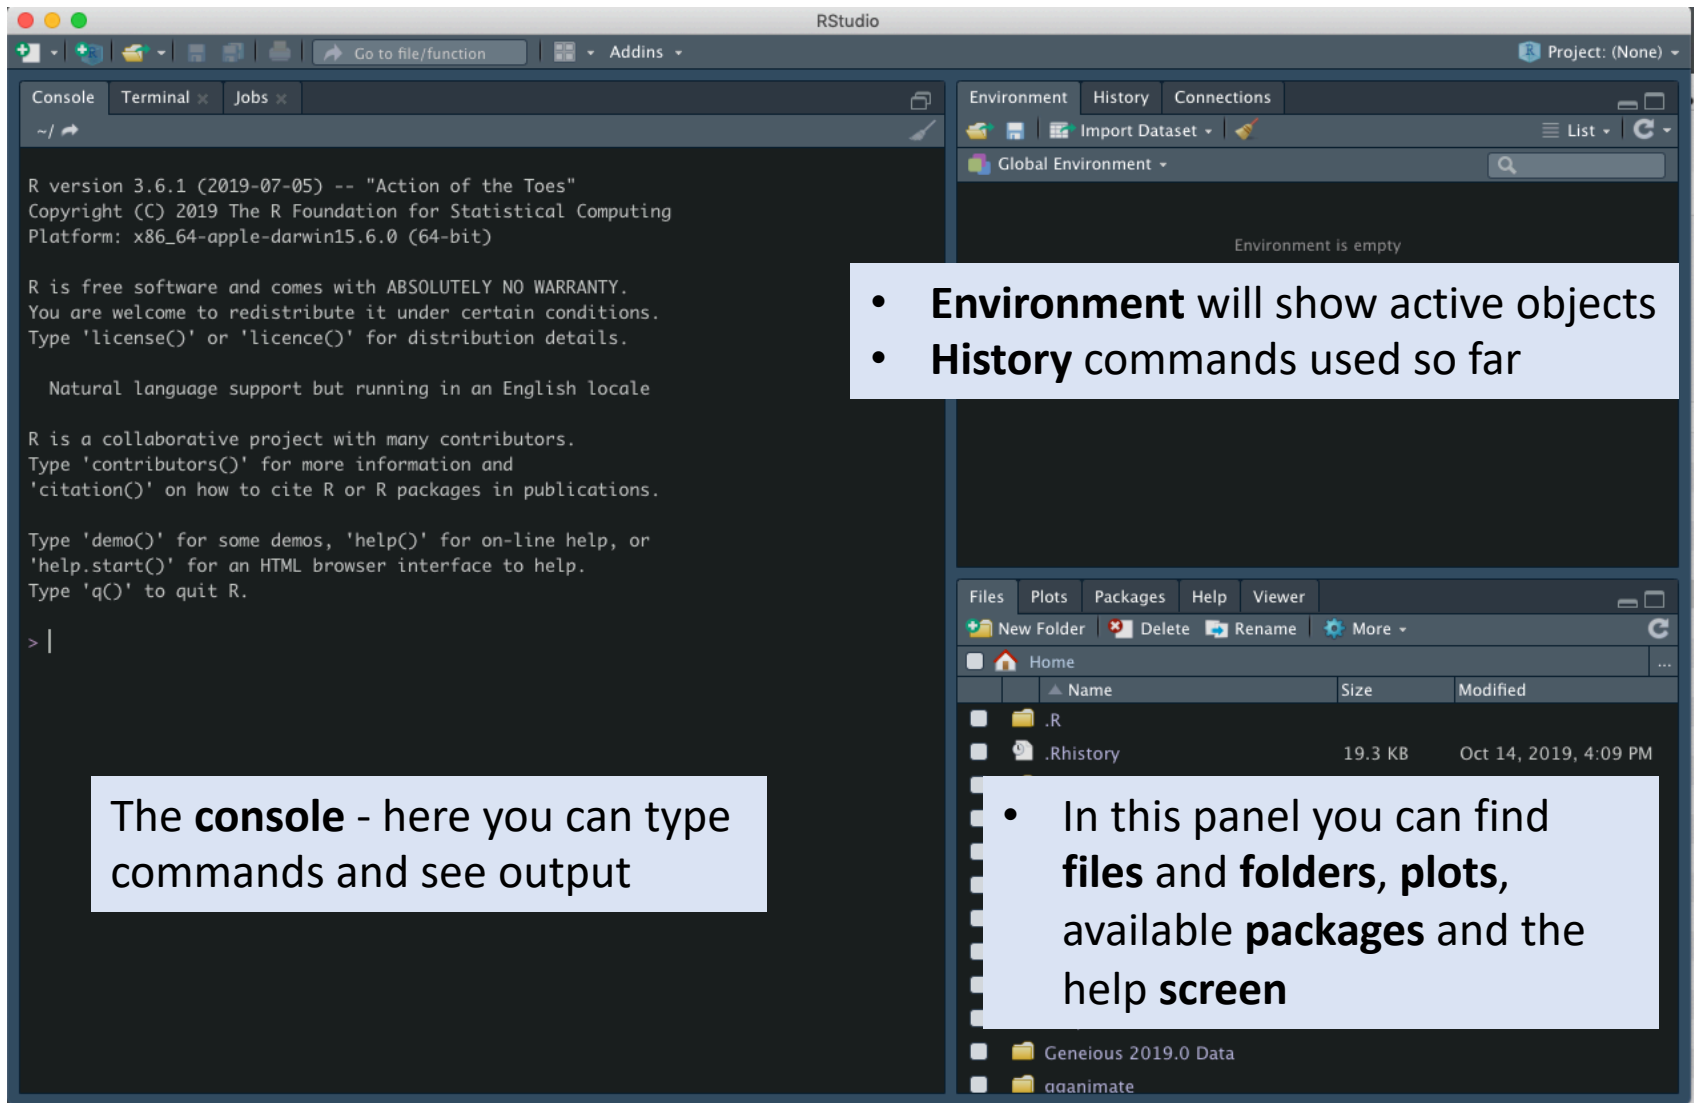 RStudio
Go to file/function
Addins
Project: (None)
Console Terminal Jobs
~/
R version 3.6.1 (2019-07-05) -- "Action of the Toes"
Copyright (C) 2019 The R Foundation for Statistical Computing
Platform: x86_64-apple-darwin15.6.0 (64-bit)
R is free software and comes with ABSOLUTELY NO WARRANTY.
You are welcome to redistribute it under certain conditions.
Type 'license()' or 'licence()' for distribution details.
Natural language support but running in an English locale
R is a collaborative project with many contributors.
Type 'contributors()' for more information and
'citation()' on how to cite R or R packages in publications.
Type 'demo()' for some demos, 'help()' for on-line help, or
'help.start()' for an HTML browser interface to help.
Type 'q()' to quit R.
>
The console - here you can type
commands and see output
Environment History Connections
Import Dataset
List
Global Environment
Environment is empty
• Environment will show active objects
• History commands used so far
Files Plots Packages Help Viewer
New Folder Delete Rename More
Home ...
Name Size Modified
.R
.Rhistory 19.3 KB Oct 14, 2019, 4:09 PM
• In this panel you can find
files and folders, plots,
available packages and the
help screen
Geneious 2019.0 Data
gganimate